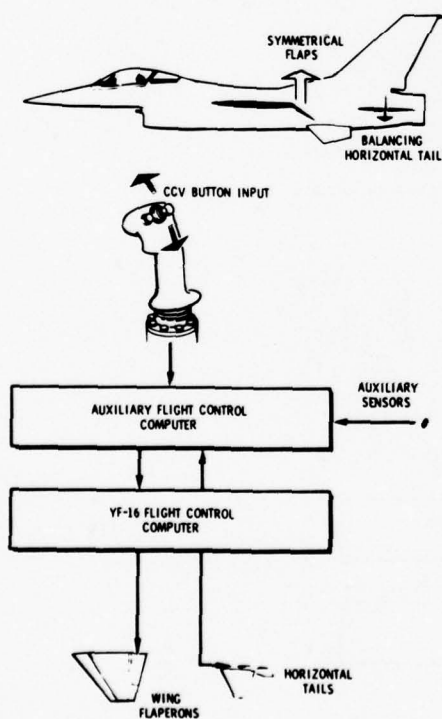 SYMMETRICAL
FLAPS
BALANCING
HORIZONTAL TAIL
CCV BUTTON INPUT
AUXILIARY
SENSORS
θ
AUXILIARY FLIGHT CONTROL
COMPUTER
YF-16 FLIGHT CONTROL
COMPUTER
WING
FLAPERONS
HORIZONTAL
TAILS